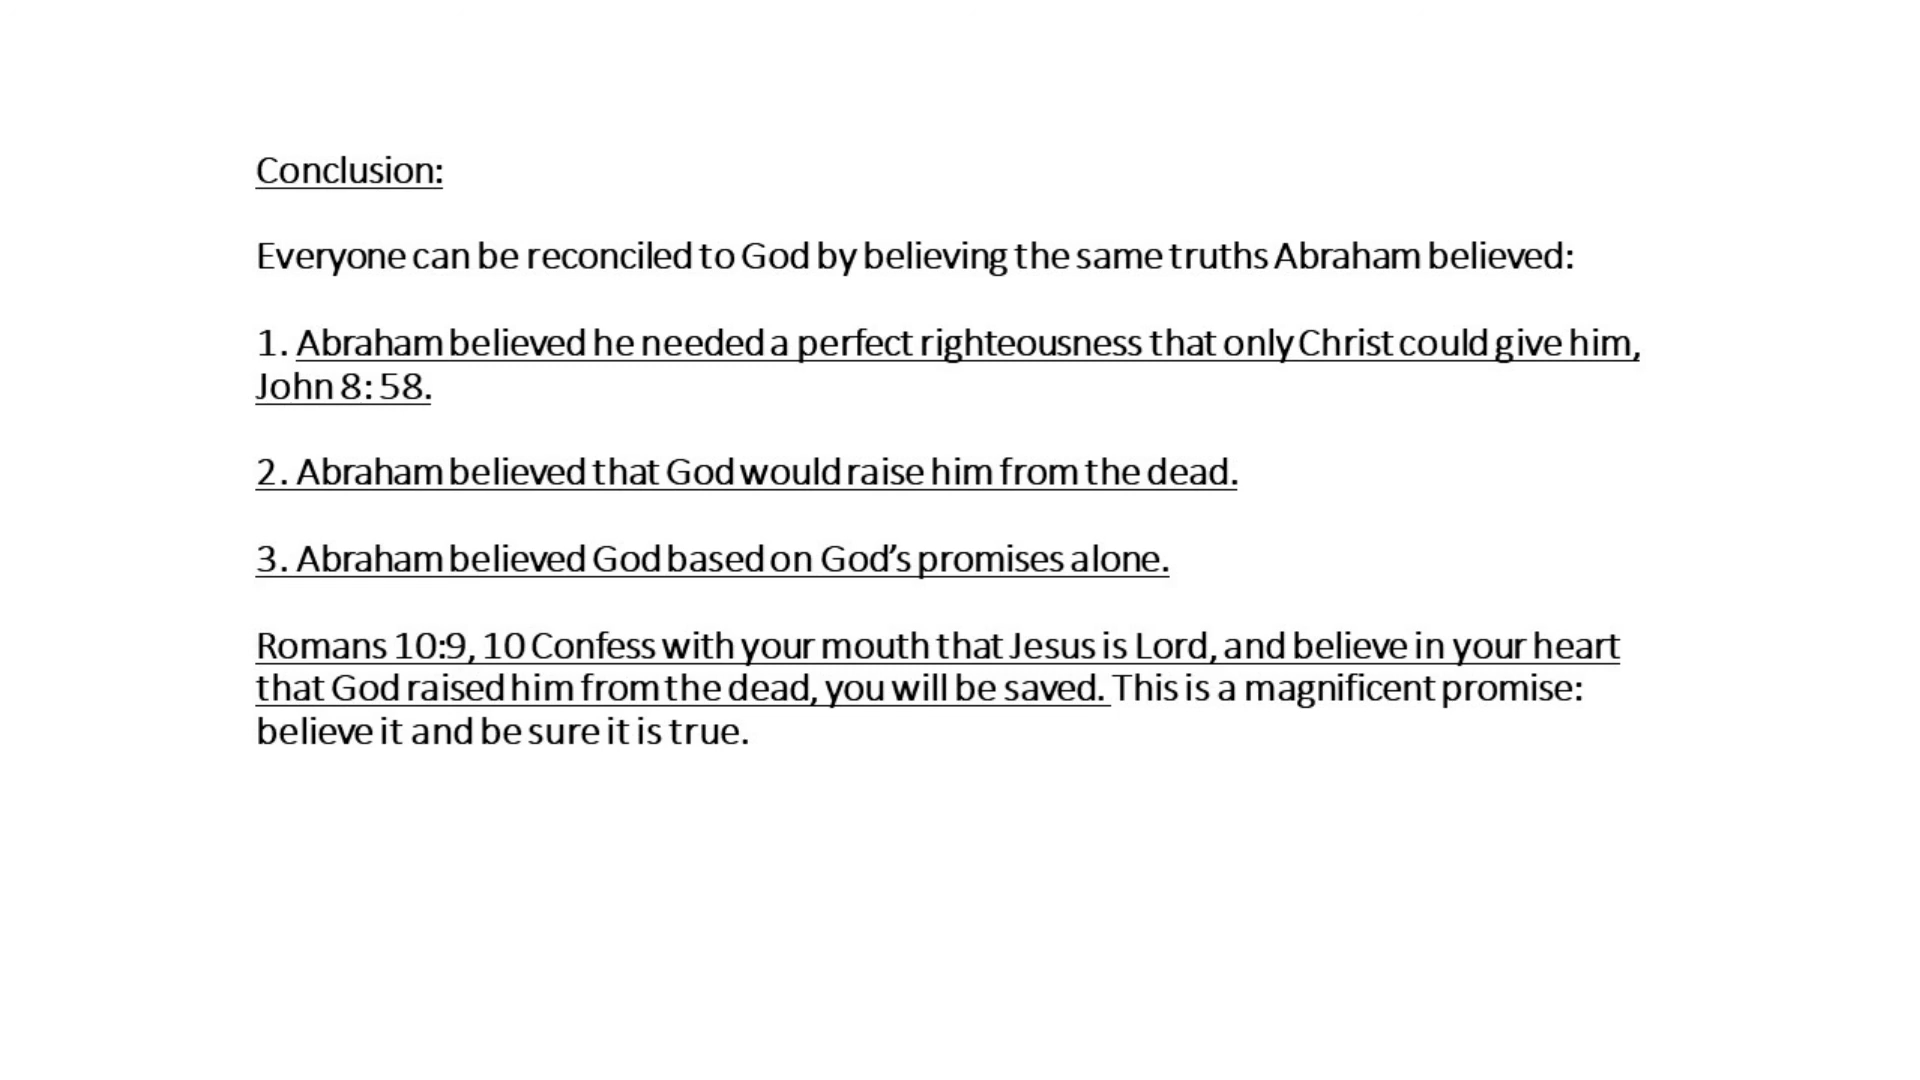 Conclusion:
Everyone can be reconciled to God by believing the same truths Abraham believed:
1. Abraham believed he needed a perfect righteousness that only Christ could give him,
John 8:58.
2. Abraham believed that God would raise him from the dead.
3. Abraham believed God based on God’s promises alone.
Romans 10:9, 10 Confess with your mouth that Jesus is Lord, and believe in your heart
that God raised him from the dead, you will be saved. This is a magnificent promise:
believe it and be sure it is true.